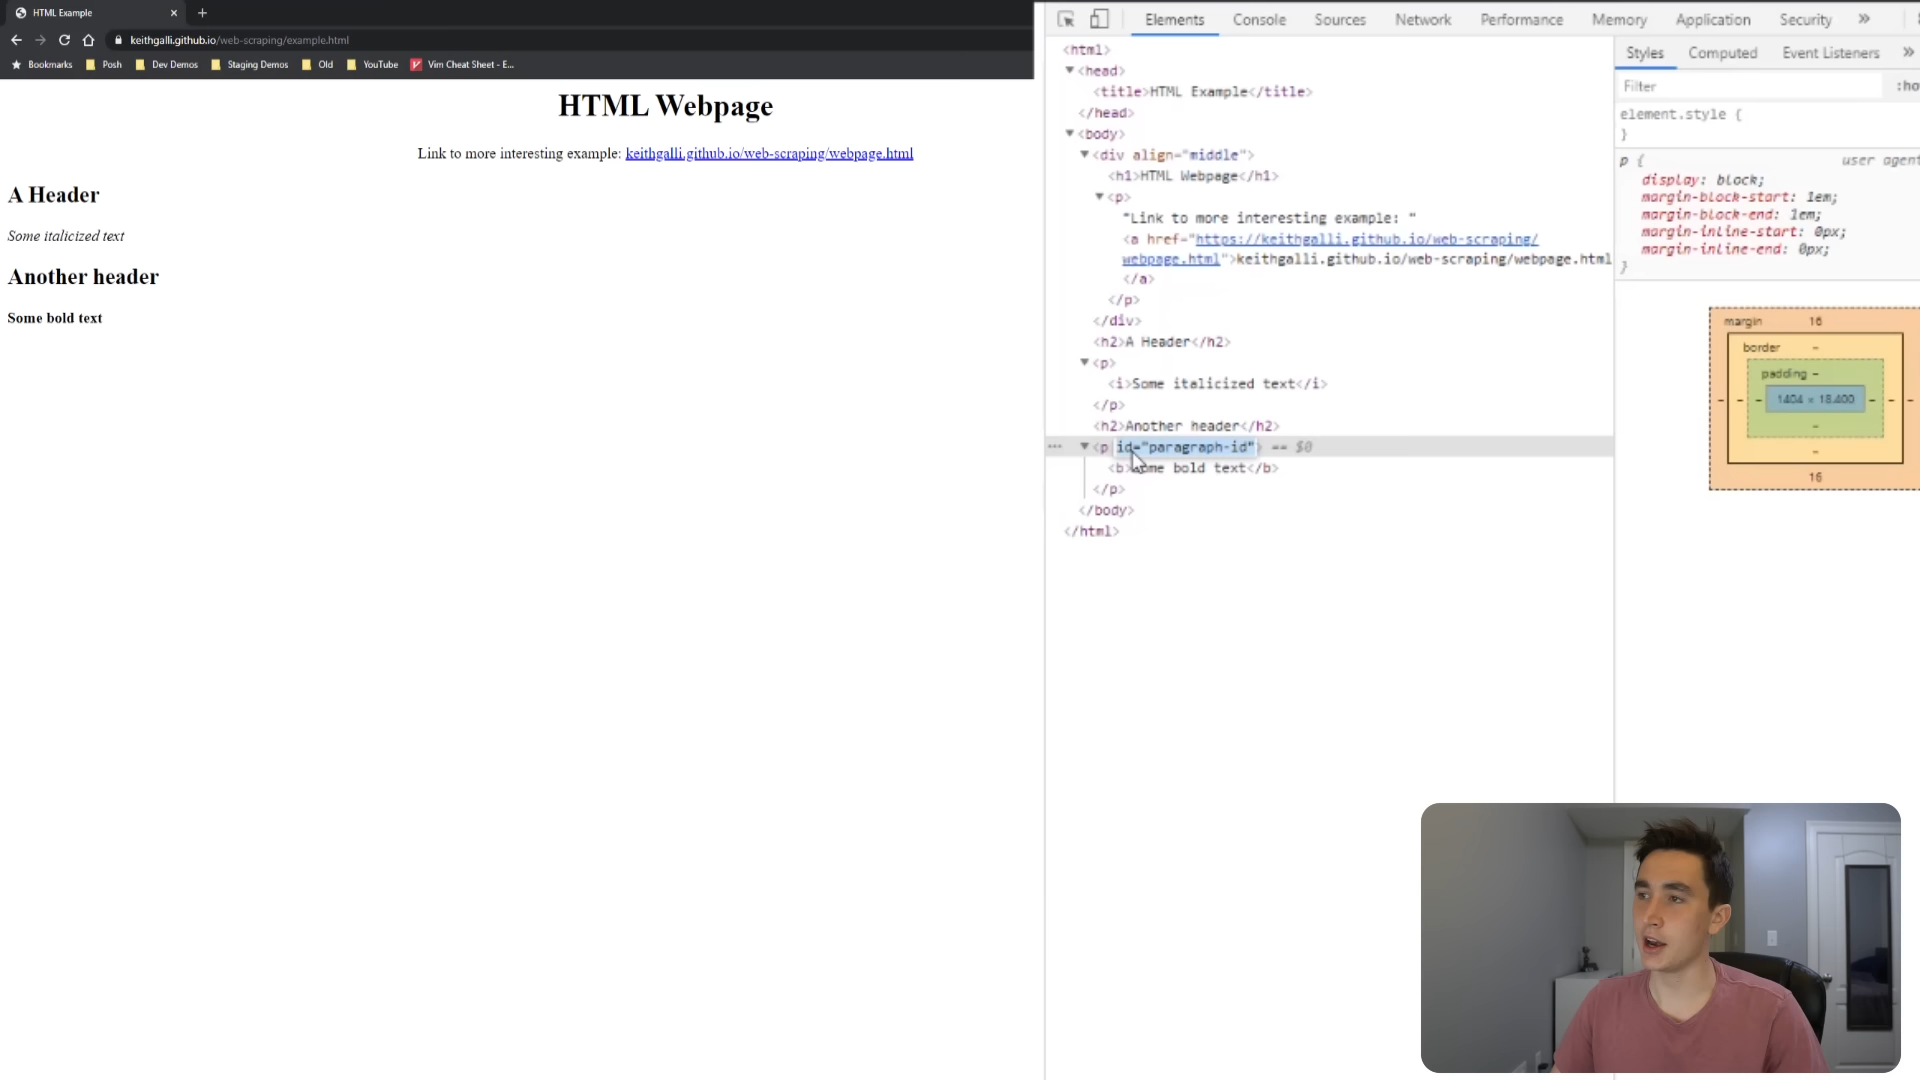 HTML Example
keithgalli.github.io/web-scraping/example.html
Bookmarks Posh Dev Demos Staging Demos Old YouTube Vim Cheat Sheet - E...
HTML Webpage
Link to more interesting example: keithgalli.github.io/web-scraping/webpage.html
A Header
Some italicized text
Another header
Some bold text
Elements Console Sources Network Performance Memory Application Security
<html>
<head>
<title>HTML Example</title>
</head>
<body>
<div align="middle">
<h1>HTML Webpage</h1>
<p>
"Link to more interesting example: "
<a href="https://keithgalli.github.io/web-scraping/
webpage.html">keithgalli.github.io/web-scraping/webpage.html
</a>
</p>
</div>
<h2>A Header</h2>
<p>
<i>Some italicized text</i>
</p>
<h2>Another header</h2>
<p id="paragraph-id"> == $0
<b>Some bold text</b>
</p>
</body>
</html>
Styles Computed Event Listeners
Filter :ho
element.style {
}
p { user agent
display: block;
margin-block-start: 1em;
margin-block-end: 1em;
margin-inline-start: 0px;
margin-inline-end: 0px;
}
margin 16
border -
padding -
1404 × 18.400
16